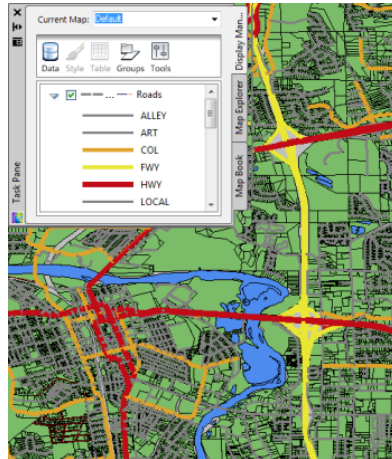 Current Map: Default
Data Style Table Groups Tools
... Roads
ALLEY
ART
COL
FWY
HWY
LOCAL
Display Man...
Map Explorer
Map Book
Task Pane